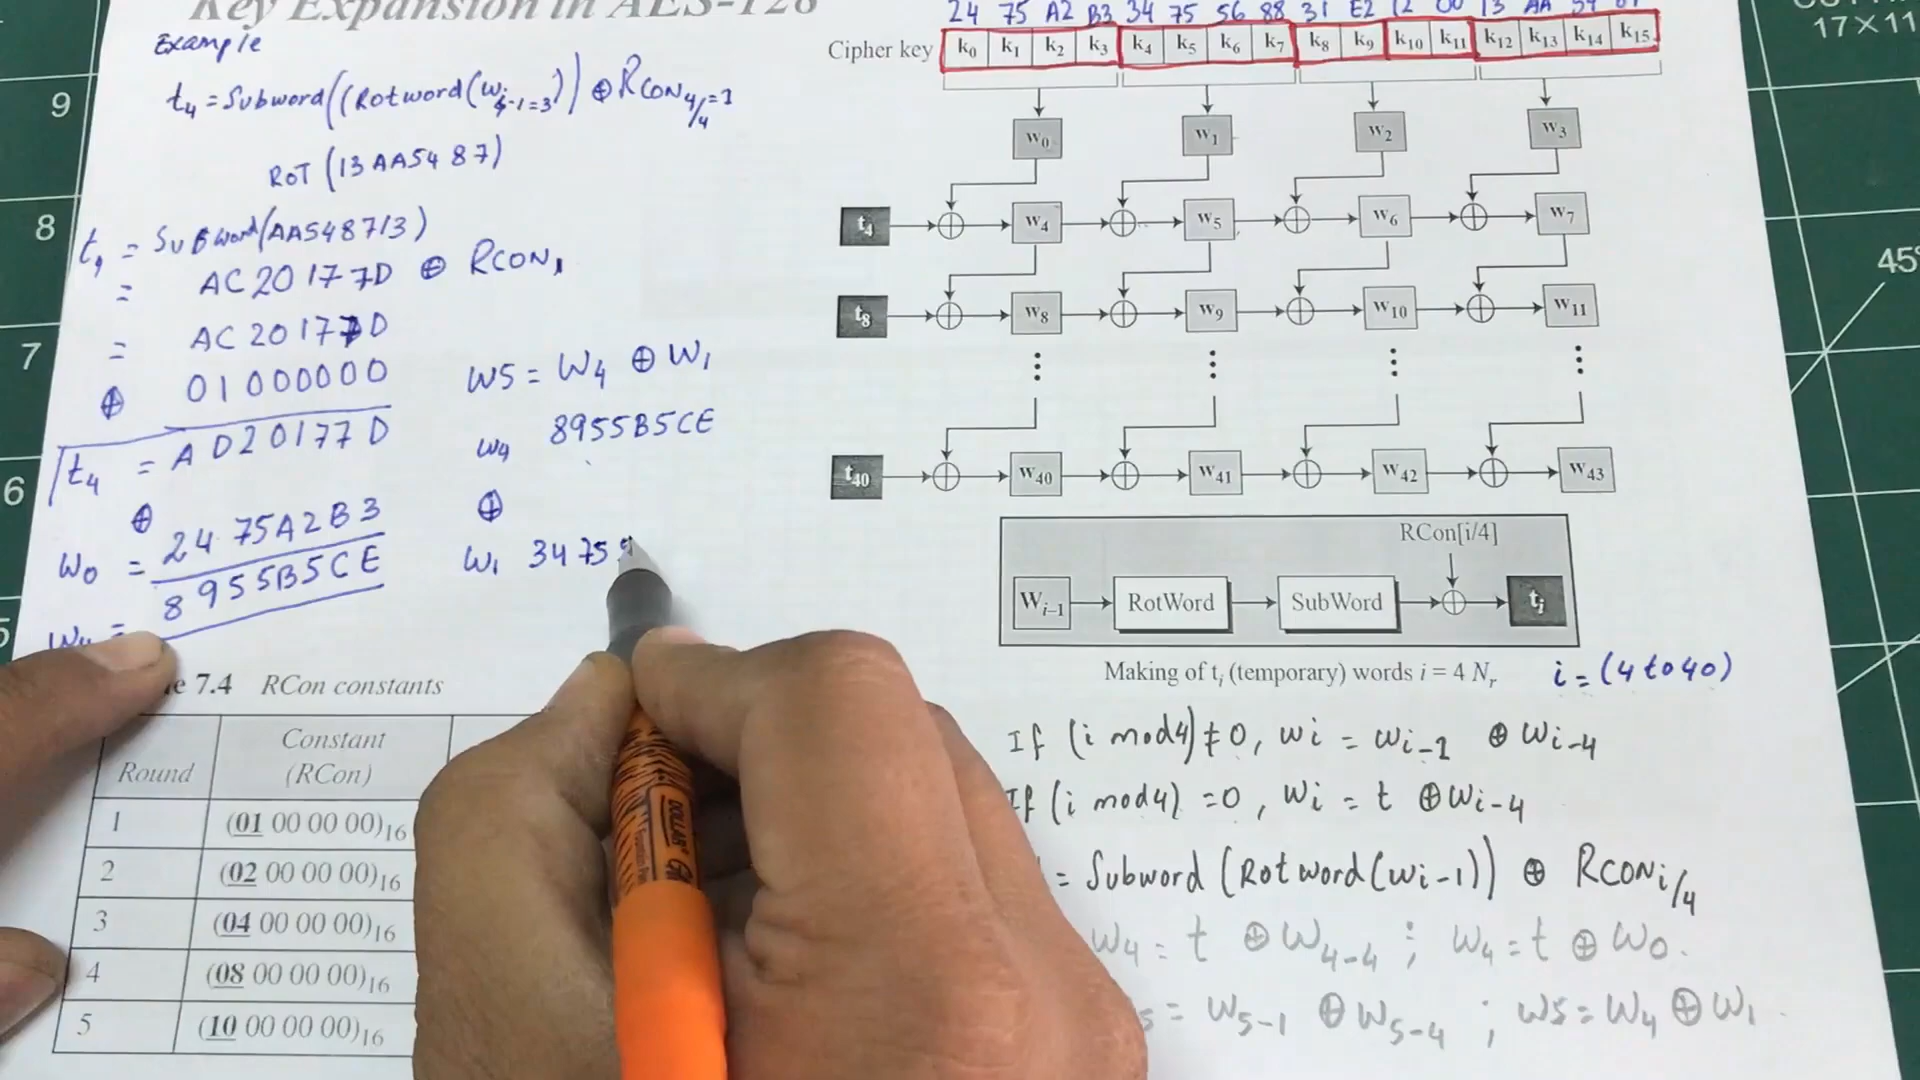 Key Expansion in AES-128
Example
t4 = Subword((Rotword(Wi-1=3)) ⊕ RCON4/4=1
ROT (13 AA54 87)
t4 = SUBword(AA548713)
= AC20177D ⊕ RCON1
= AC20177D
⊕ 01000000
t4 = AD20177D
⊕
W0 = 2475A2B3
8955B5CE
W4 =
W5 = W4 ⊕ W1
W4 8955B5CE
⊕
W1 3475
24 75 A2 B3 34 75 56 88 31 E2 12 00 13 AA
Cipher key k0 k1 k2 k3 k4 k5 k6 k7 k8 k9 k10 k11 k12 k13 k14 k15
w0 w1 w2 w3
t4 w4 w5 w6 w7
t8 w8 w9 w10 w11
t40 w40 w41 w42 w43
RCon[i/4]
Wi–1 RotWord SubWord ti
Making of ti (temporary) words i = 4 Nr i = (4 to 40)
If (i mod4) ≠ 0, wi = wi-1 ⊕ wi-4
If (i mod4) = 0, wi = t ⊕ wi-4
= Subword (Rotword(wi-1)) ⊕ RCONi/4
W4 = t ⊕ W4-4 ; W4 = t ⊕ W0.
= W5-1 ⊕ W5-4 ; W5 = W4 ⊕ W1
7.4 RCon constants
Round Constant (RCon)
1 (01 00 00 00)16
2 (02 00 00 00)16
3 (04 00 00 00)16
4 (08 00 00 00)16
5 (10 00 00 00)16
DOLLAR
9
8
7
6
5
17×11
45°